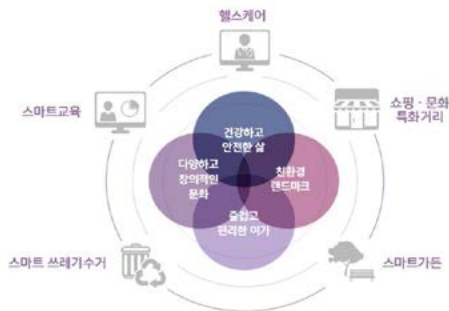 헬스케어
스마트교육
쇼핑·문화
특화거리
건강하고
안전한 삶
다양하고
창의적인
문화
친환경
랜드마크
즐겁고
편리한 여가
스마트 쓰레기수거
스마트가든